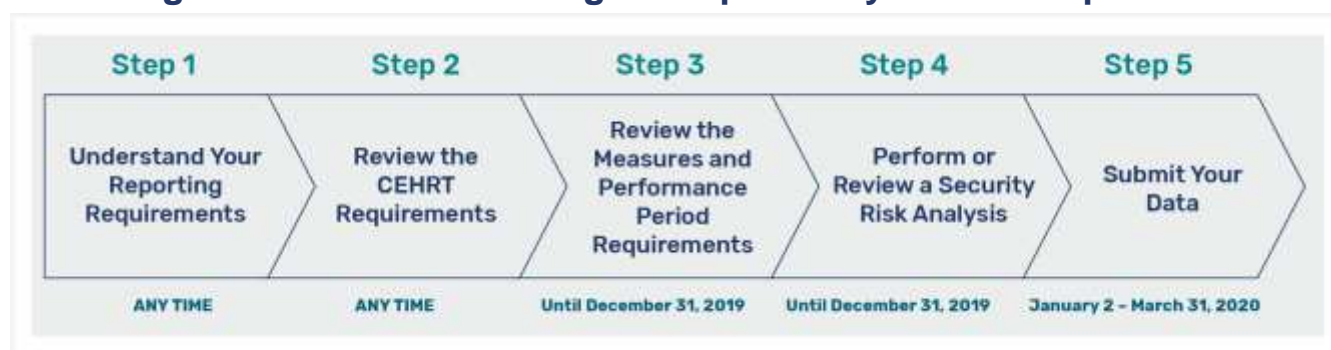 Step 1
Step 2
Step 3
Step 4
Step 5
Understand Your
Reporting
Requirements
Review the
CEHRT
Requirements
Review the
Measures and
Performance
Period
Requirements
Perform or
Review a Security
Risk Analysis
Submit Your
Data
ANY TIME
ANY TIME
Until December 31, 2019
Until December 31, 2019
January 2 – March 31, 2020